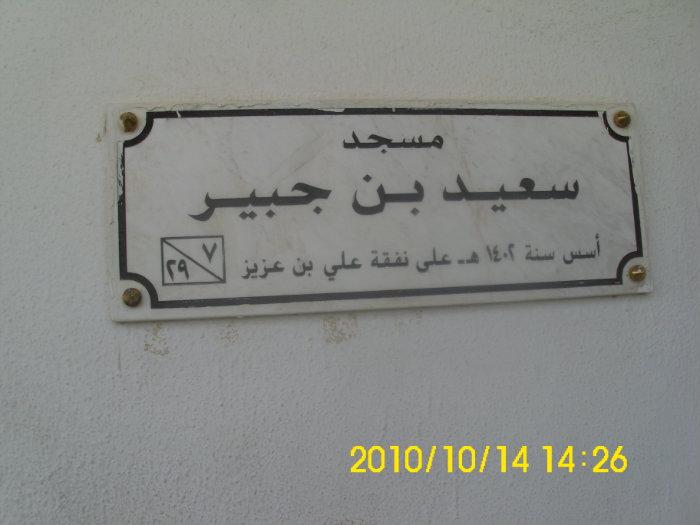 مسجد
سعيد بن جبير
أسس سنة ١٤٠٢ هـ على نفقة علي بن عزيز
٧
٢٩
2010/10/14 14:26